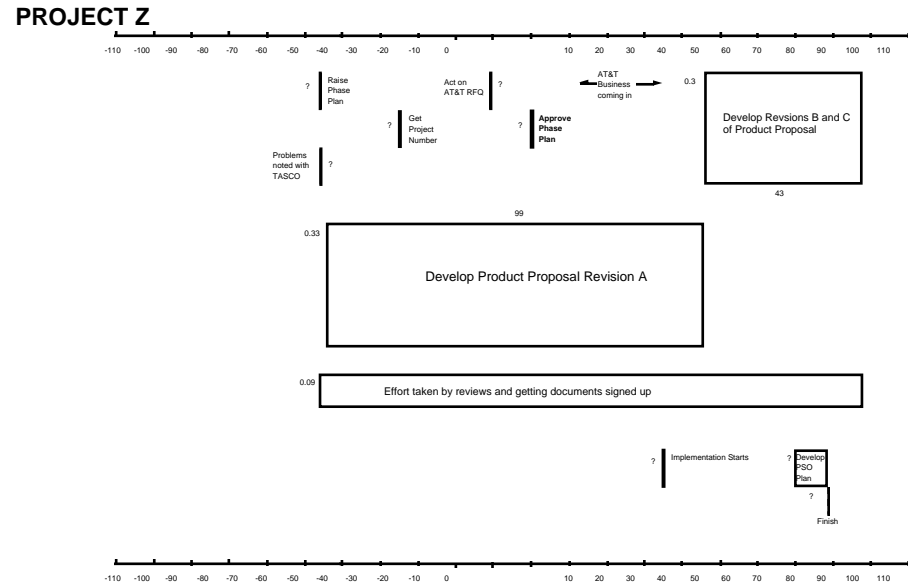 PROJECT Z
-110 -100 -90 -80 -70 -60 -50 -40 -30 -20 -10 0 10 20 30 40 50 60 70 80 90 100 110
? Raise
Phase
Plan
Act on
AT&T RFQ
?
AT&T
Business
coming in
0.3
Develop Revsions B and C
of Product Proposal
? Get
Project
Number
? Approve
Phase
Plan
Problems
noted with
TASCO
?
43
99
0.33
Develop Product Proposal Revision A
0.09
Effort taken by reviews and getting documents signed up
? Implementation Starts
? Develop
PSO
Plan
?
Finish
-110 -100 -90 -80 -70 -60 -50 -40 -30 -20 -10 0 10 20 30 40 50 60 70 80 90 100 110